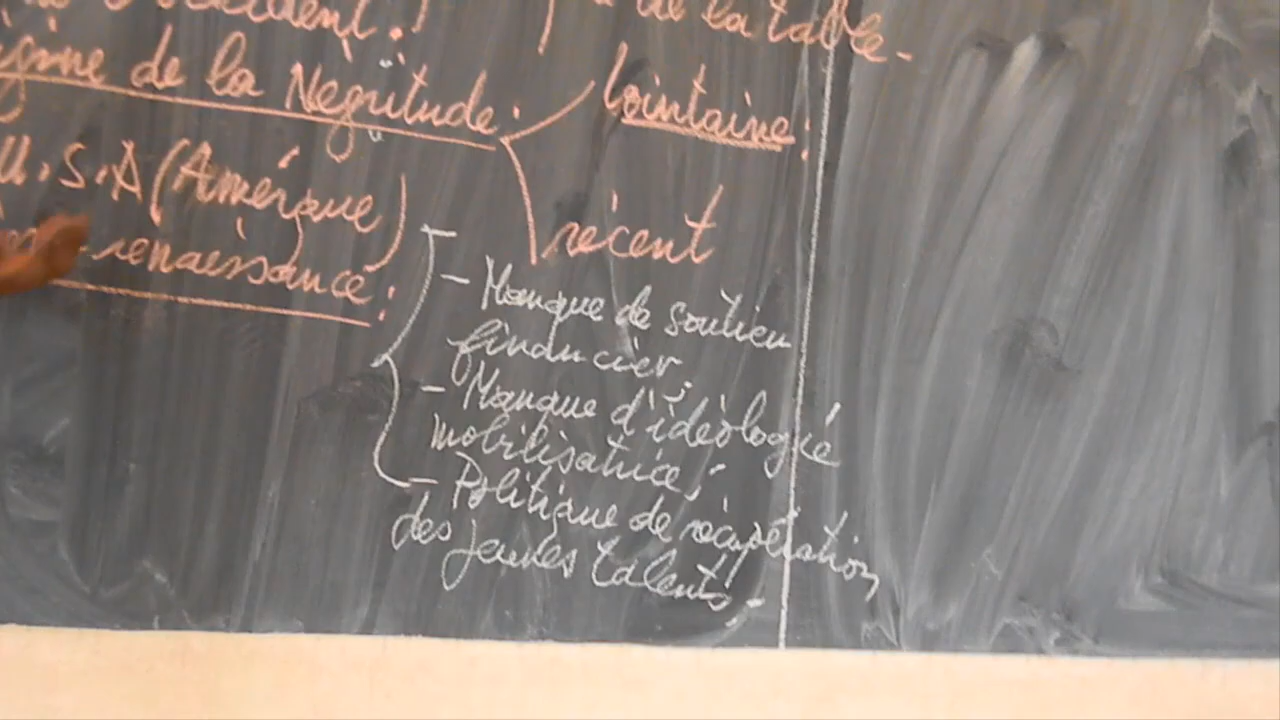 de la table-
de la Négritude:
lointaine:
U.S.A (Amérique)
récent
renaissance:
- Manque de soutien
financier.
- Manque d'idéologie
mobilisatrice;
- Politique de récupération
des jeunes talents.